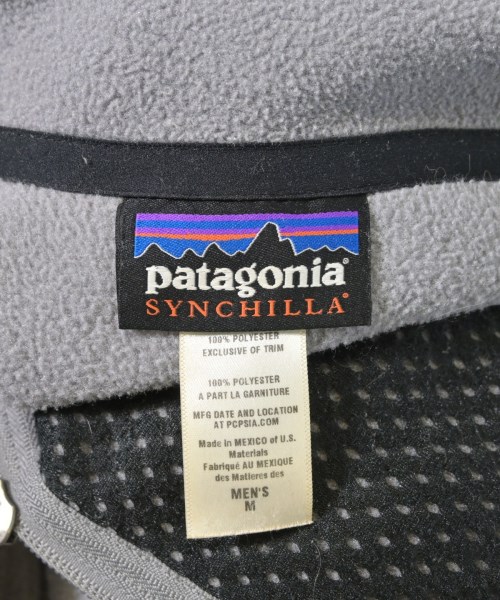 patagonia®
SYNCHILLA®
100% POLYESTER
EXCLUSIVE OF TRIM
100% POLYESTER
A PART LA GARNITURE
MFG DATE AND LOCATION
AT PCPSIA.COM
Made in MEXICO of U.S.
Materials
Fabriqué AU MEXIQUE
des Matieres des
MEN'S
M